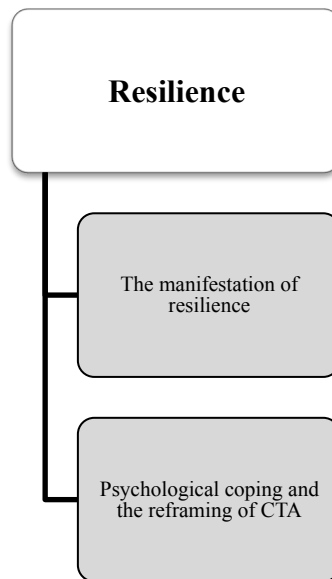 Resilience
The manifestation of
resilience
Psychological coping and
the reframing of CTA